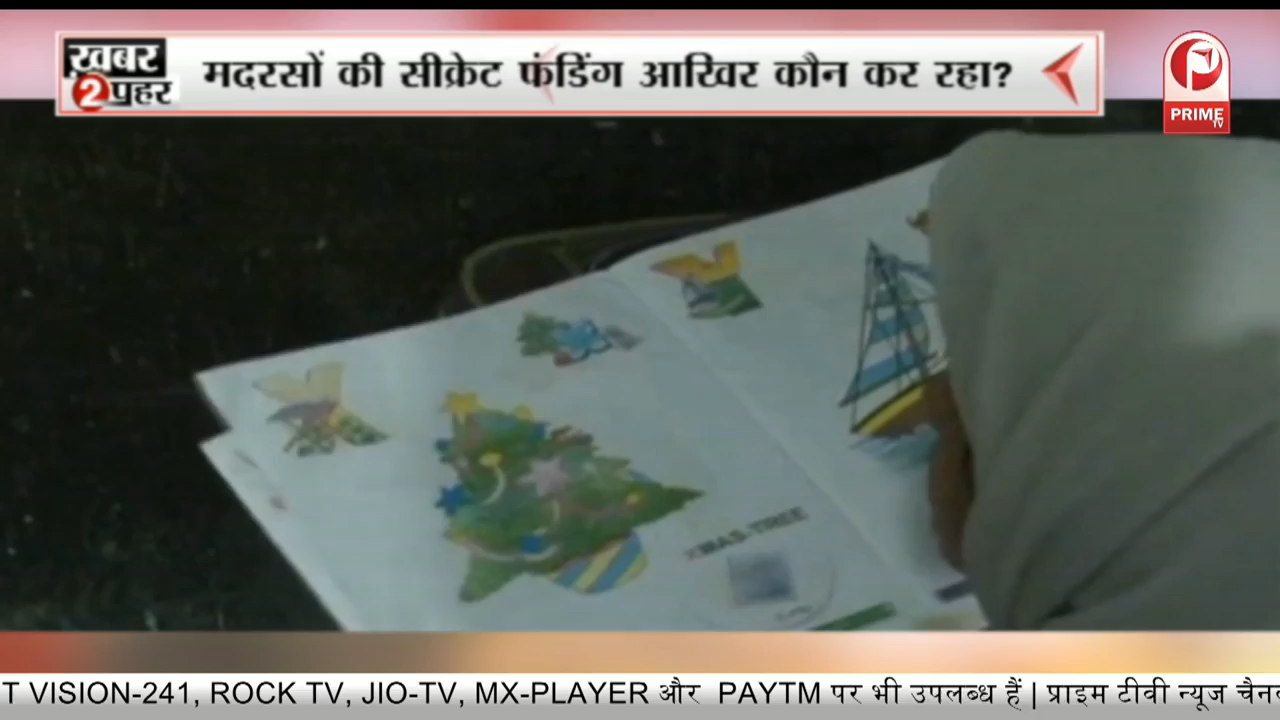 ख़बर
2 प्रहर
मदरसों की सीक्रेट फंडिंग आखिर कौन कर रहा?
PRIME
TV
XMAS-TREE
T VISION-241, ROCK TV, JIO-TV, MX-PLAYER और PAYTM पर भी उपलब्ध हैं | प्राइम टीवी न्यूज चैनल